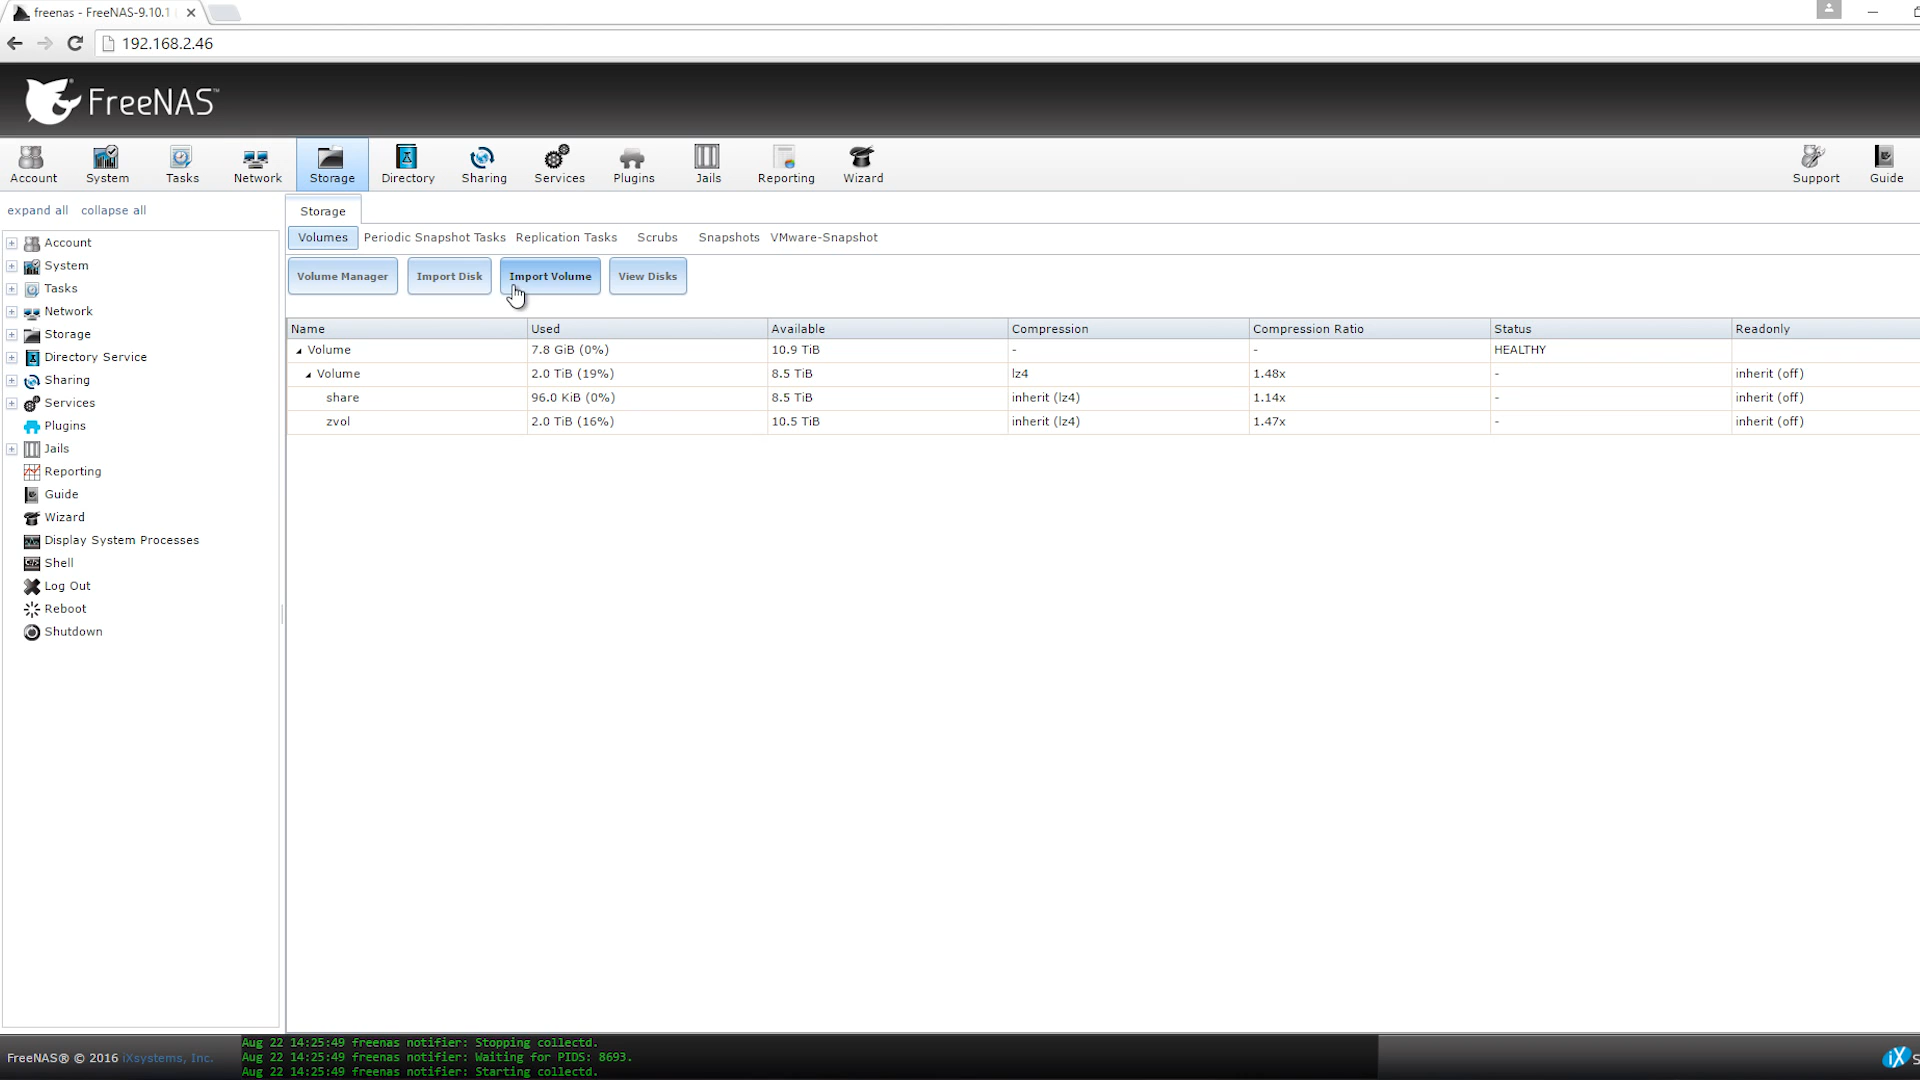 freenas - FreeNAS-9.10.1
192.168.2.46
FreeNAS™
Account System Tasks Network Storage Directory Sharing Services Plugins Jails Reporting Wizard Support Guide
expand all collapse all
Account
System
Tasks
Network
Storage
Directory Service
Sharing
Services
Plugins
Jails
Reporting
Guide
Wizard
Display System Processes
Shell
Log Out
Reboot
Shutdown
Storage
Volumes Periodic Snapshot Tasks Replication Tasks Scrubs Snapshots VMware-Snapshot
Volume Manager Import Disk Import Volume View Disks
Name Used Available Compression Compression Ratio Status Readonly
Volume 7.8 GiB (0%) 10.9 TiB - - HEALTHY
Volume 2.0 TiB (19%) 8.5 TiB lz4 1.48x - inherit (off)
share 96.0 KiB (0%) 8.5 TiB inherit (lz4) 1.14x - inherit (off)
zvol 2.0 TiB (16%) 10.5 TiB inherit (lz4) 1.47x - inherit (off)
FreeNAS® © 2016 iXsystems, Inc.
Aug 22 14:25:49 freenas notifier: Stopping collectd.
Aug 22 14:25:49 freenas notifier: Waiting for PIDS: 8693.
Aug 22 14:25:49 freenas notifier: Starting collectd.
iX